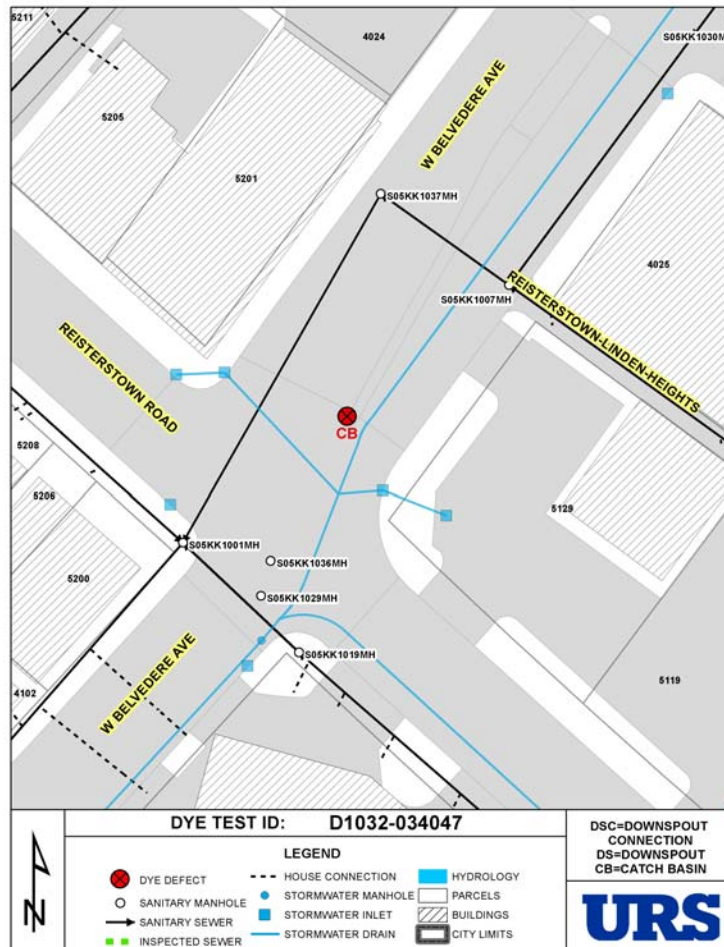 5211
4024
S05KK1030M
W BELVEDERE AVE
5205
5201
S05KK1037MH
4025
S05KK1007MH
REISTERSTOWN-LINDEN-HEIGHTS
REISTERSTOWN ROAD
CB
5208
5206
5129
S05KK1001MH
5200
S05KK1036MH
S05KK1029MH
S05KK1019MH
W BELVEDERE AVE
5119
4102
DYE TEST ID: D1032-034047
LEGEND
DYE DEFECT
SANITARY MANHOLE
SANITARY SEWER
INSPECTED SEWER
HOUSE CONNECTION
STORMWATER MANHOLE
STORMWATER INLET
STORMWATER DRAIN
HYDROLOGY
PARCELS
BUILDINGS
CITY LIMITS
DSC=DOWNSPOUT
CONNECTION
DS=DOWNSPOUT
CB=CATCH BASIN
N
URS